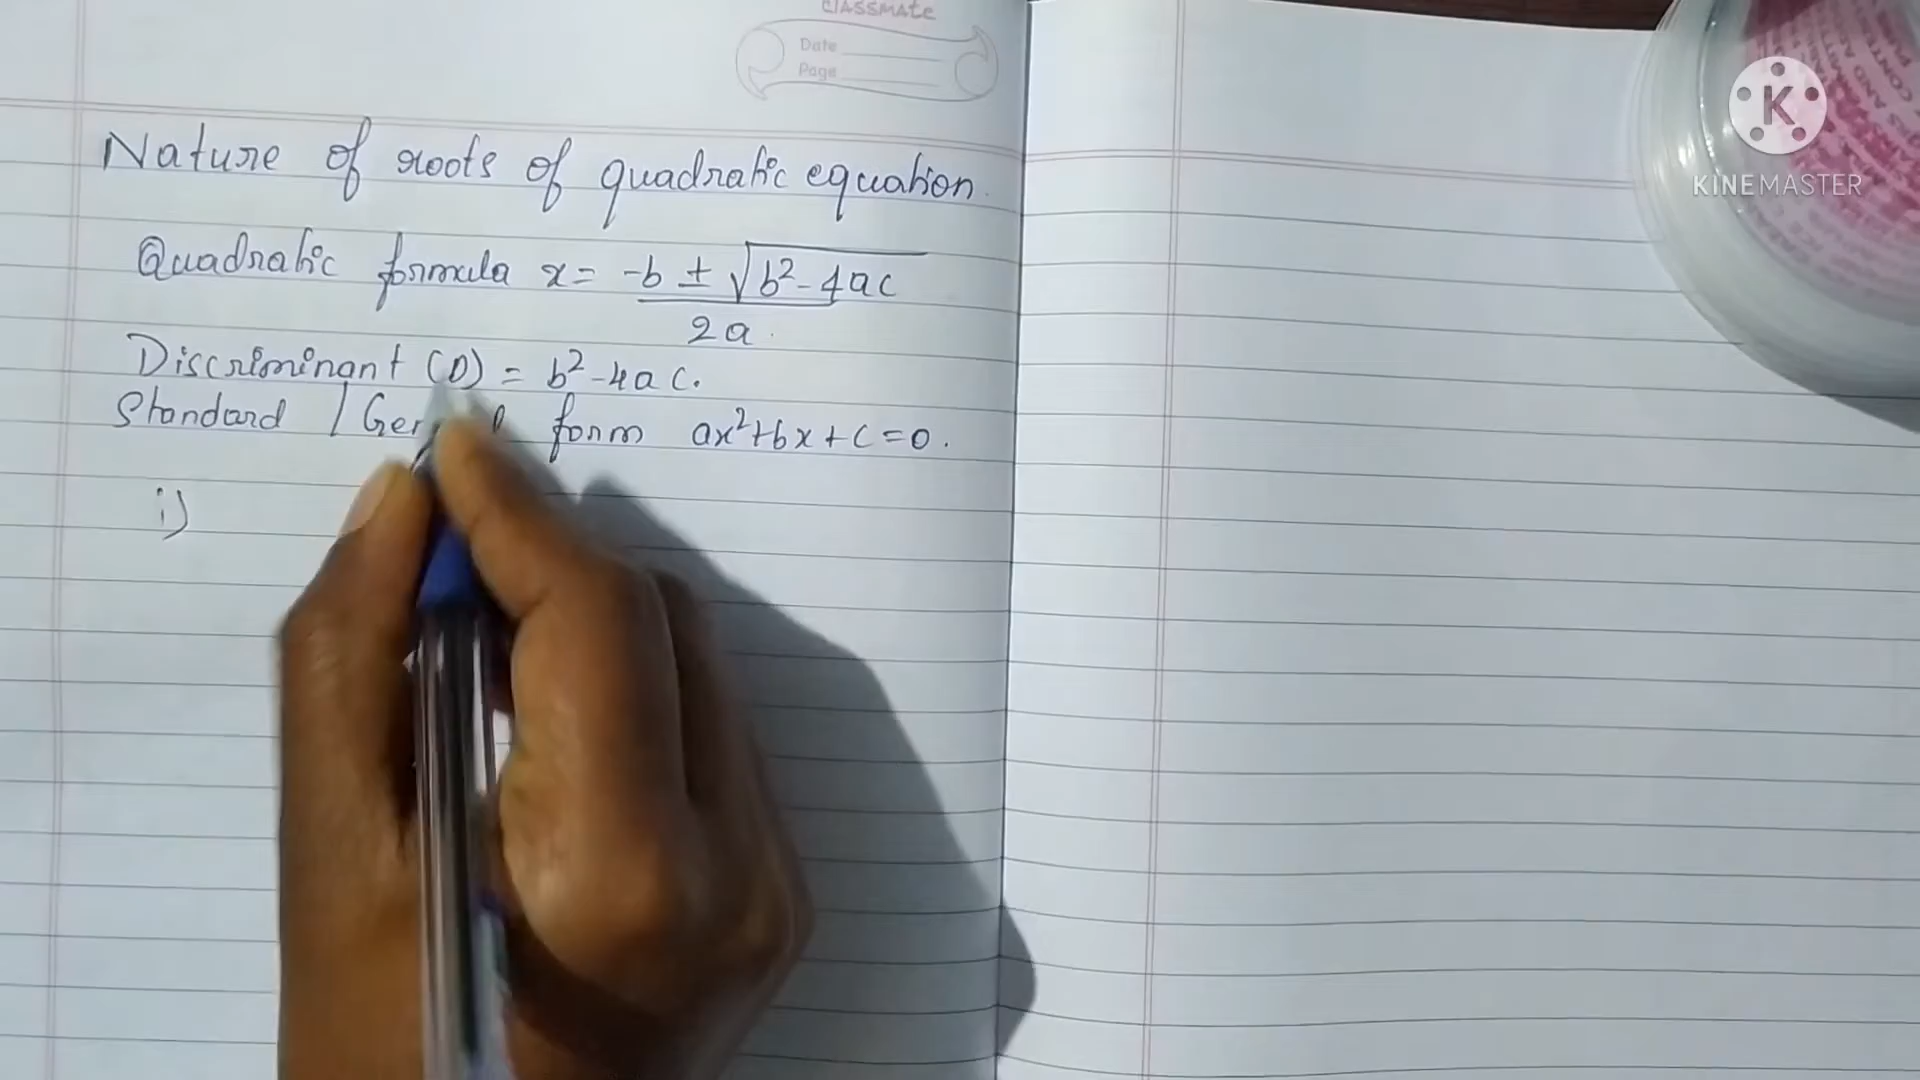 classmate
Date
Page
Nature of roots of quadratic equation.
Quadratic formula x = -b ± √b² - 4ac
2a.
Discriminant (D) = b² - 4ac.
Standard / form ax² + bx + c = 0.
i)
K
KINEMASTER